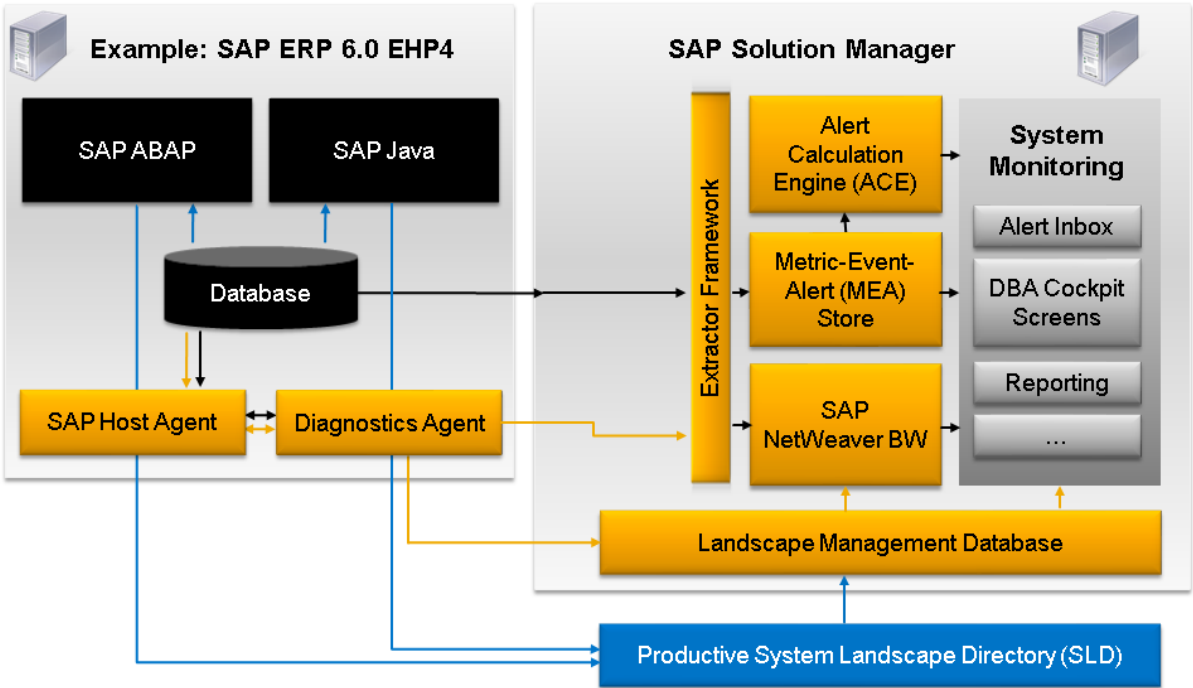 Example: SAP ERP 6.0 EHP4
SAP ABAP
SAP Java
Database
SAP Host Agent
Diagnostics Agent
SAP Solution Manager
Extractor Framework
Alert
Calculation
Engine (ACE)
Metric-Event-
Alert (MEA)
Store
SAP
NetWeaver BW
System
Monitoring
Alert Inbox
DBA Cockpit
Screens
Reporting
...
Landscape Management Database
Productive System Landscape Directory (SLD)